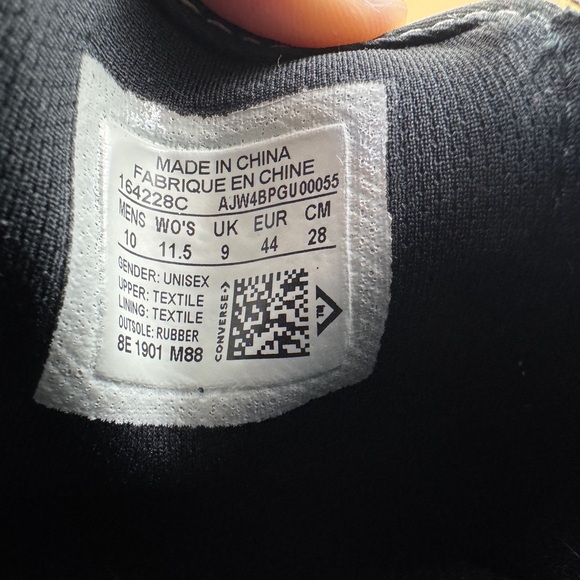 MADE IN CHINA
FABRIQUE EN CHINE
164228C AJW4BPGU00055
MENS WO'S UK EUR CM
10 11.5 9 44 28
GENDER: UNISEX
UPPER: TEXTILE
LINING: TEXTILE
OUTSOLE: RUBBER
8E 1901 M88
CONVERSE>
TM